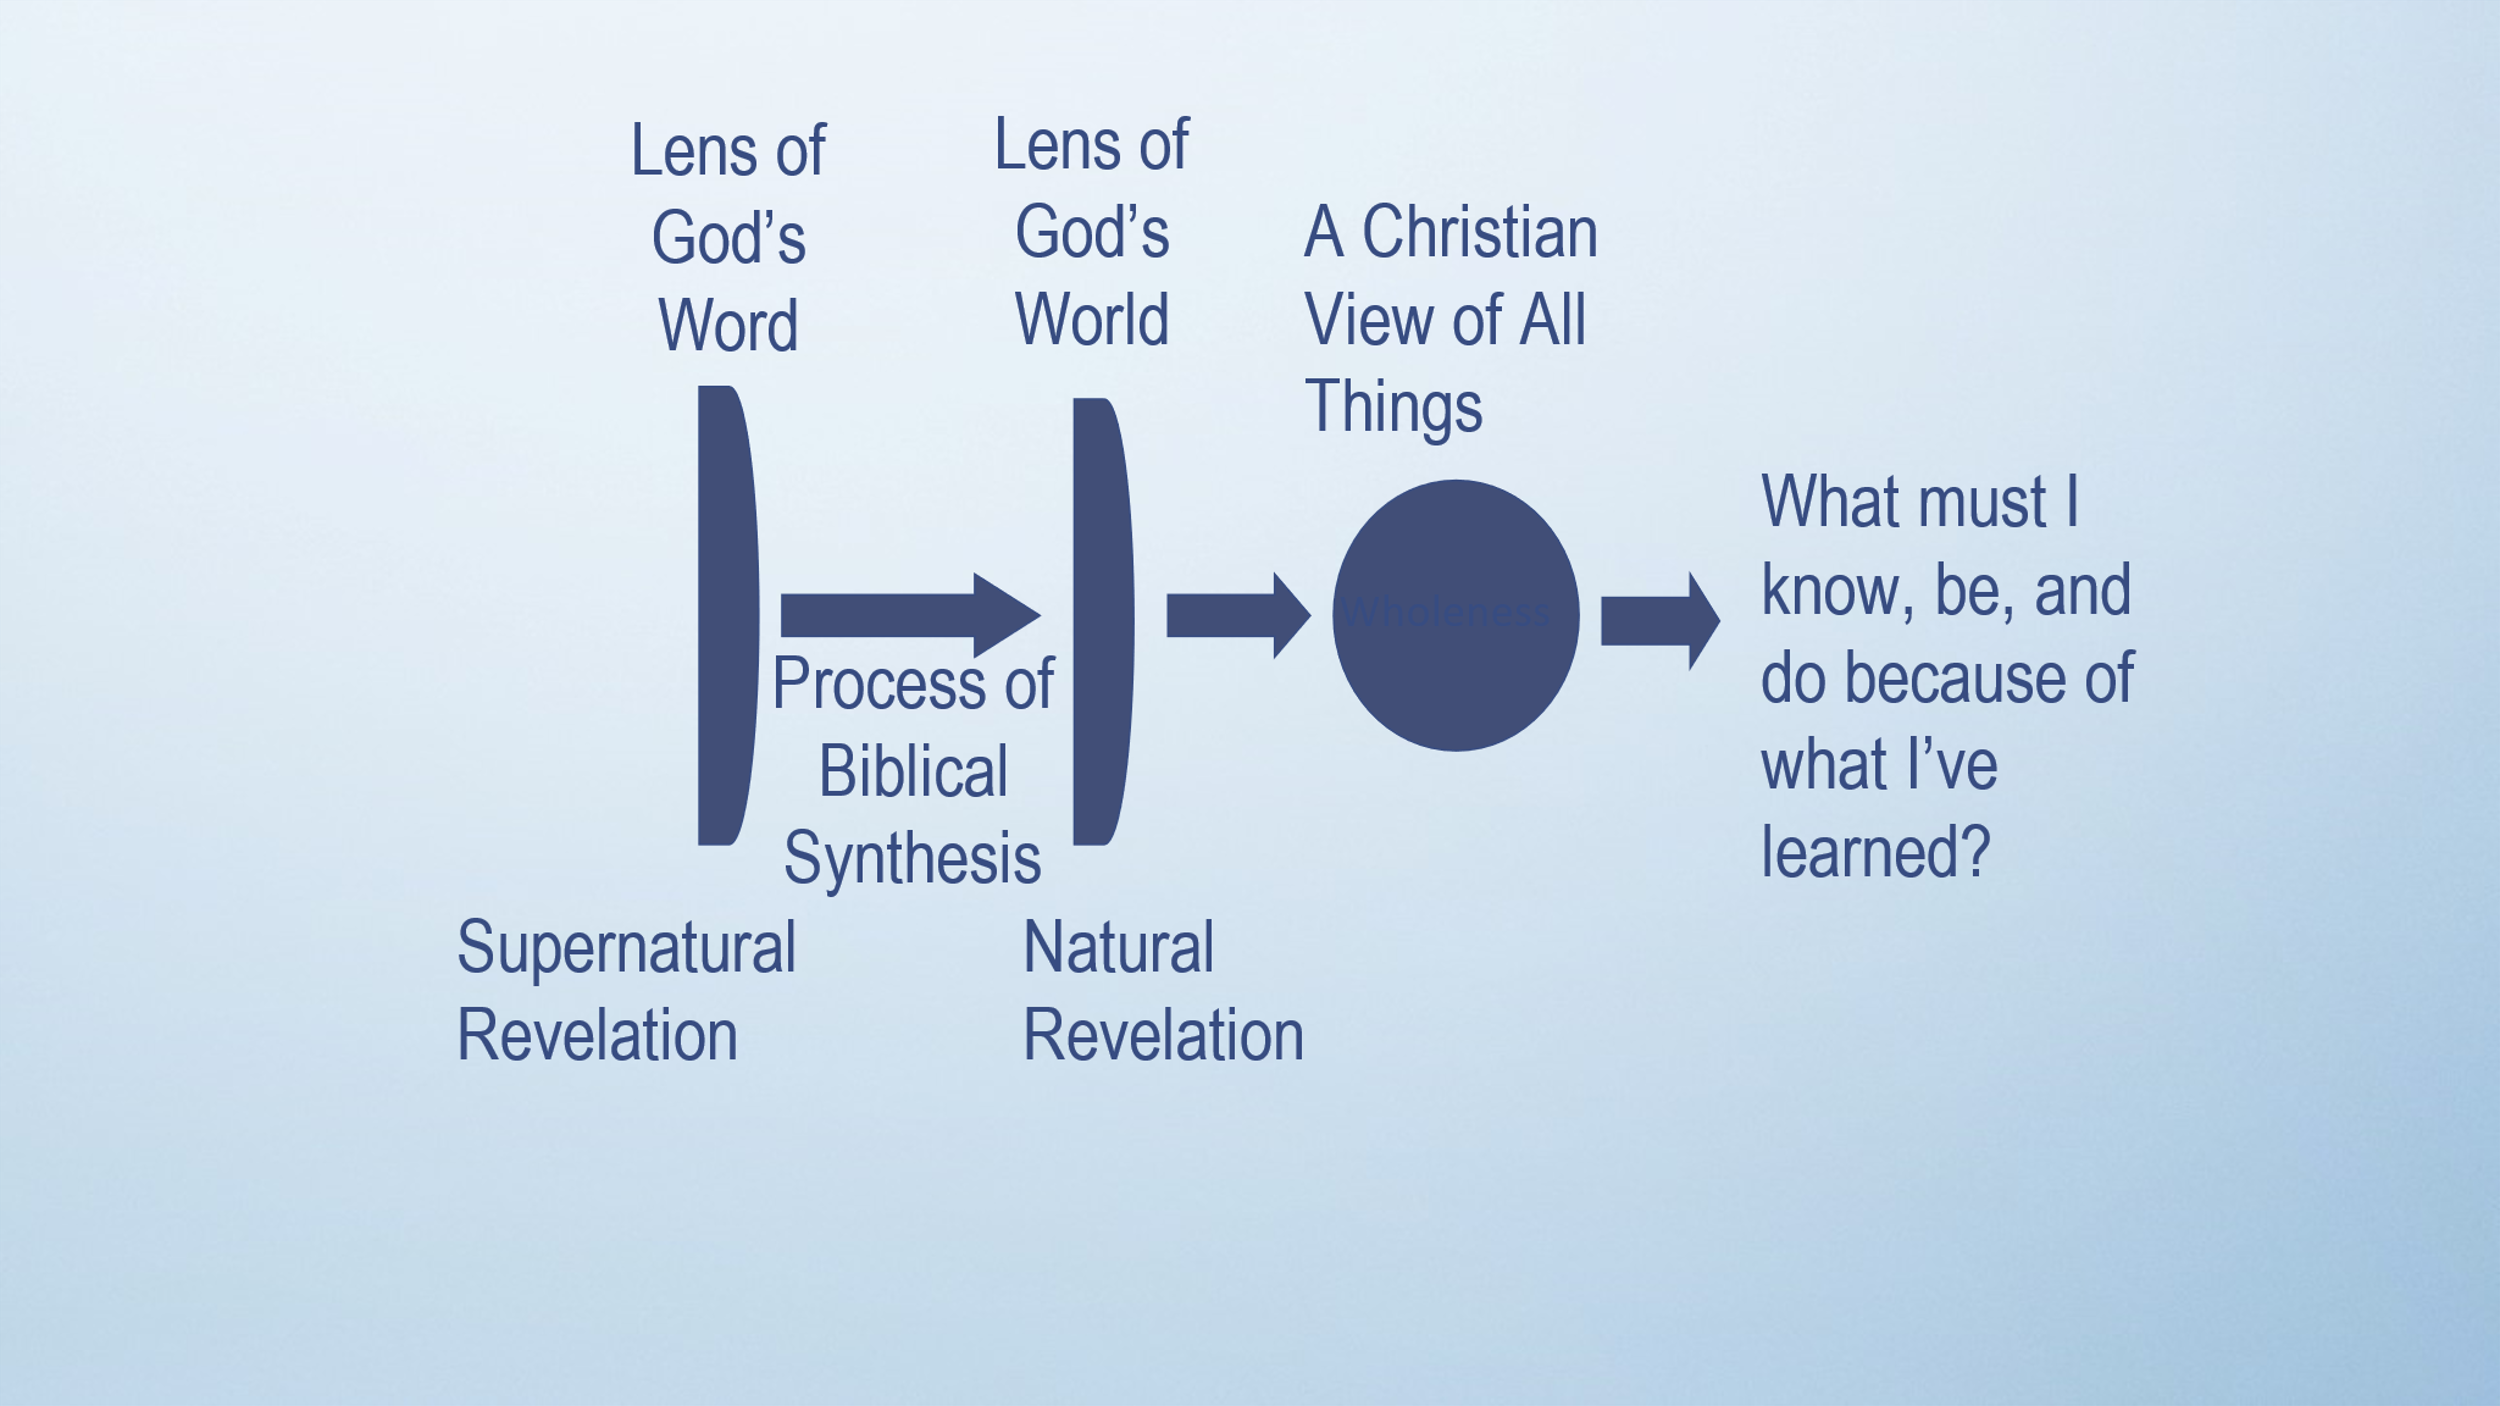 Lens of
God’s
Word
Lens of
God’s
World
A Christian
View of All
Things
Wholeness
What must I
know, be, and
do because of
what I’ve
learned?
Process of
Biblical
Synthesis
Supernatural
Revelation
Natural
Revelation